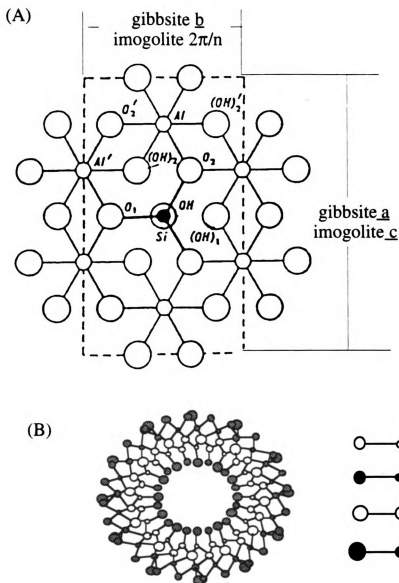 (A)
gibbsite b
imogolite 2π/n
O₂′
Al
(OH)₂′
Al′
(OH)₂
O₂
O₁
OH
Si
(OH)₁
gibbsite a
imogolite c
(B)